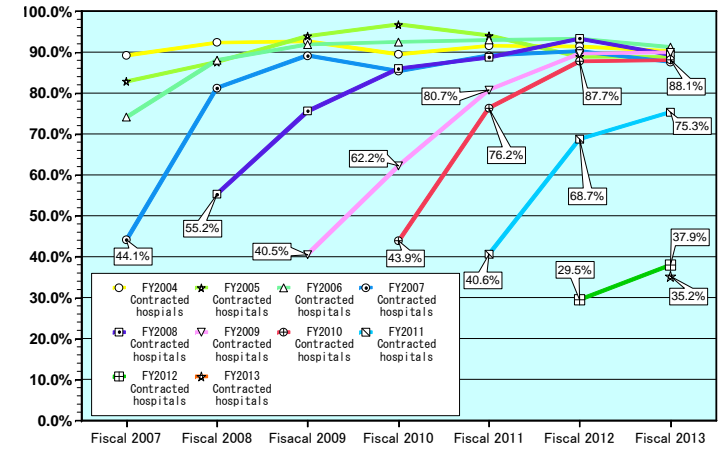 100.0%
90.0%
80.0%
70.0%
60.0%
50.0%
40.0%
30.0%
20.0%
10.0%
0.0%
80.7%
87.7%
88.1%
62.2%
76.2%
75.3%
68.7%
55.2%
44.1%
40.5%
43.9%
40.6%
29.5%
37.9%
35.2%
FY2004 Contracted hospials
FY2005 Contracted hospitals
FY2006 Contracted hospitals
FY2007 Contracted hospitals
FY2008 Contracted hospitals
FY2009 Contracted hospitals
FY2010 Contracted hospitals
FY2011 Contracted hospitals
FY2012 Contracted hospitals
FY2013 Contracted hospitals
Fiscal 2007
Fiscal 2008
Fisacal 2009
Fiscal 2010
Fiscal 2011
Fiscal 2012
Fiscal 2013